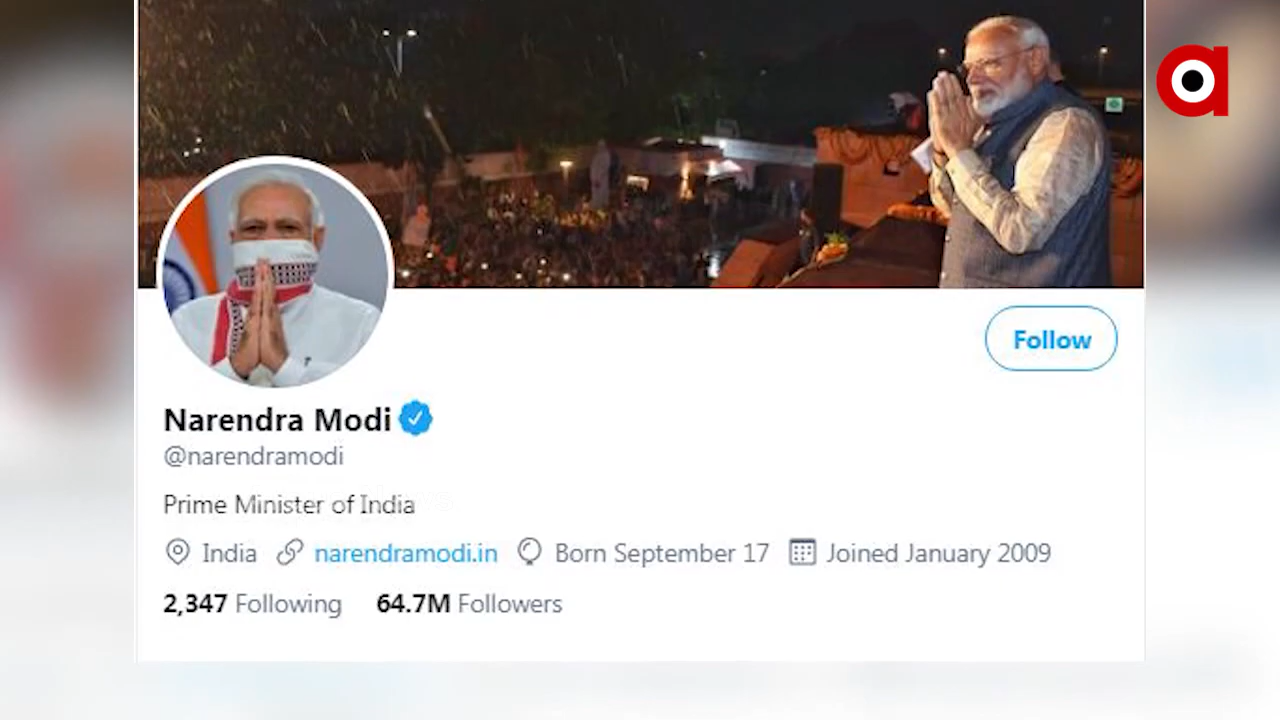 Follow
Narendra Modi
@narendramodi
Prime Minister of India
India narendramodi.in Born September 17 Joined January 2009
2,347 Following 64.7M Followers